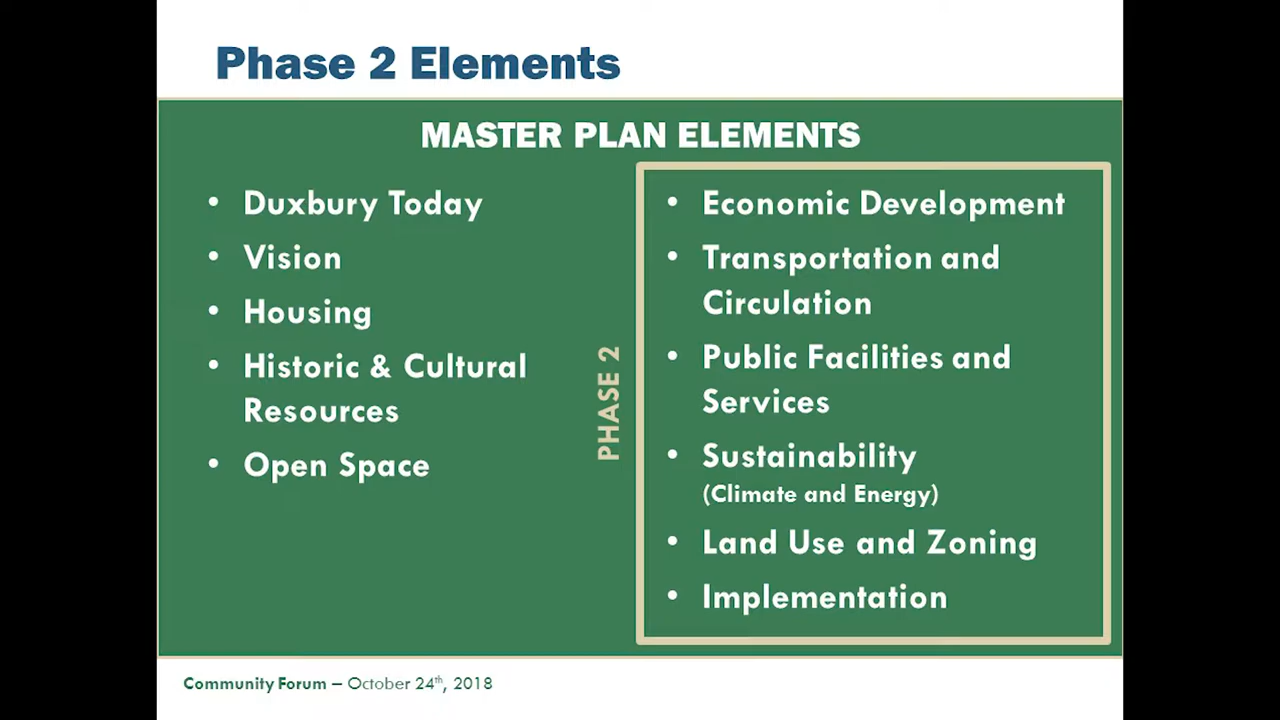 Phase 2 Elements
MASTER PLAN ELEMENTS
• Duxbury Today
• Vision
• Housing
• Historic & Cultural
Resources
• Open Space
PHASE 2
• Economic Development
• Transportation and
Circulation
• Public Facilities and
Services
• Sustainability
(Climate and Energy)
• Land Use and Zoning
• Implementation
Community Forum – October 24th, 2018